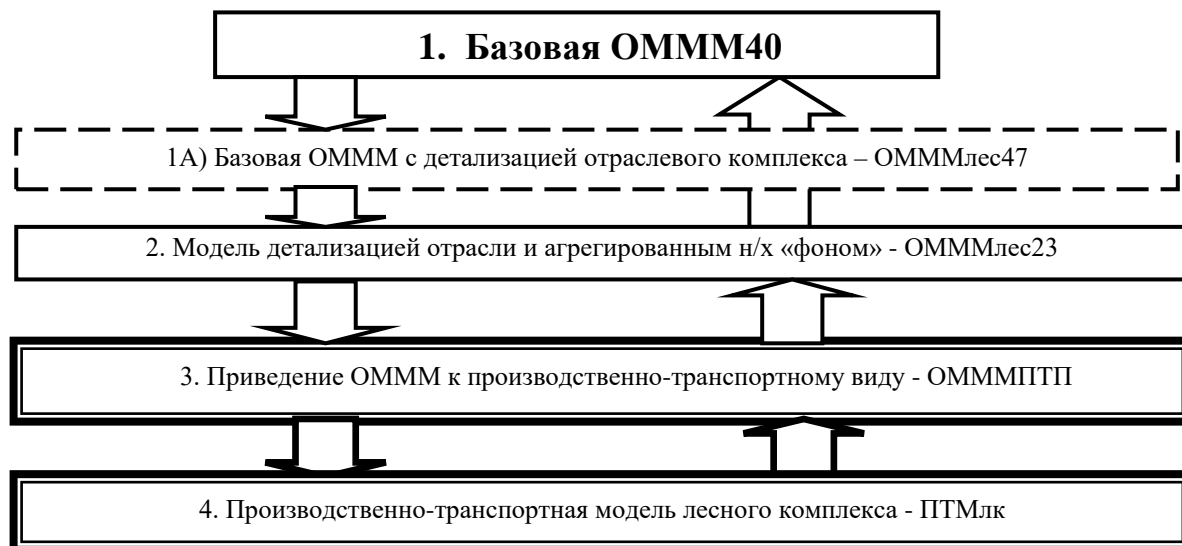 1. Базовая ОМММ40
1А) Базовая ОМММ с детализацией отраслевого комплекса – ОМММлес47
2. Модель детализацией отрасли и агрегированным н/х «фоном» - ОМММлес23
3. Приведение ОМММ к производственно-транспортному виду - ОМММПТП
4. Производственно-транспортная модель лесного комплекса - ПТМлк